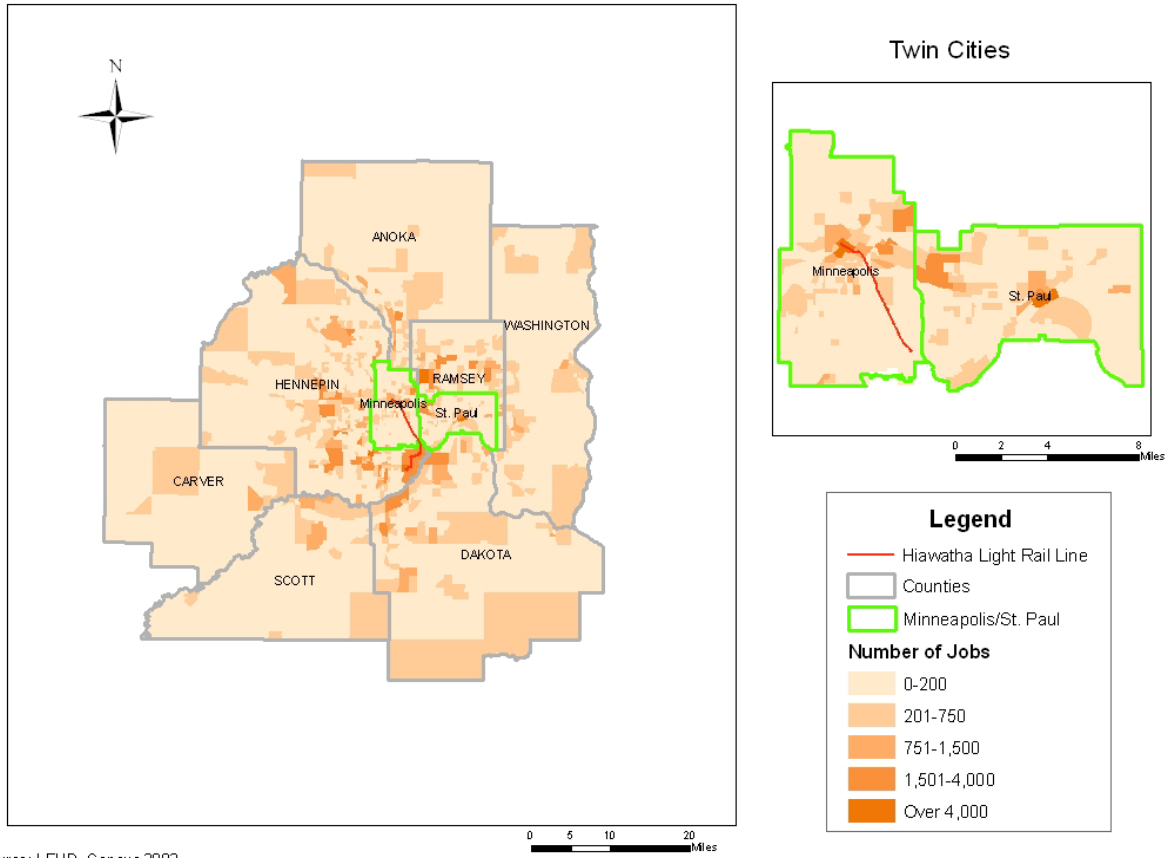 N
ANOKA
WASHINGTON
HENNEPIN
RAMSEY
Minneapolis
St. Paul
CARVER
DAKOTA
SCOTT
0 5 10 20
Miles
Twin Cities
Minneapolis
St. Paul
0 2 4 8
Miles
Legend
Hiawatha Light Rail Line
Counties
Minneapolis/St. Paul
Number of Jobs
0-200
201-750
751-1,500
1,501-4,000
Over 4,000